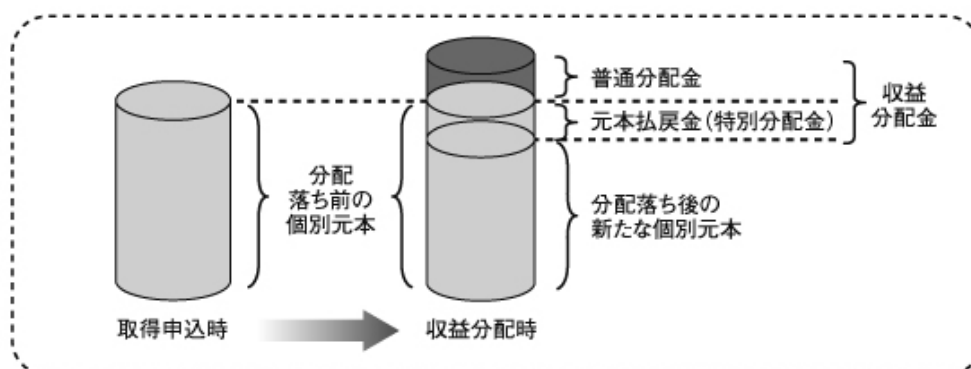 普通分配金
元本払戻金(特別分配金)
収益
分配金
分配
落ち前の
個別元本
分配落ち後の
新たな個別元本
取得申込時
収益分配時